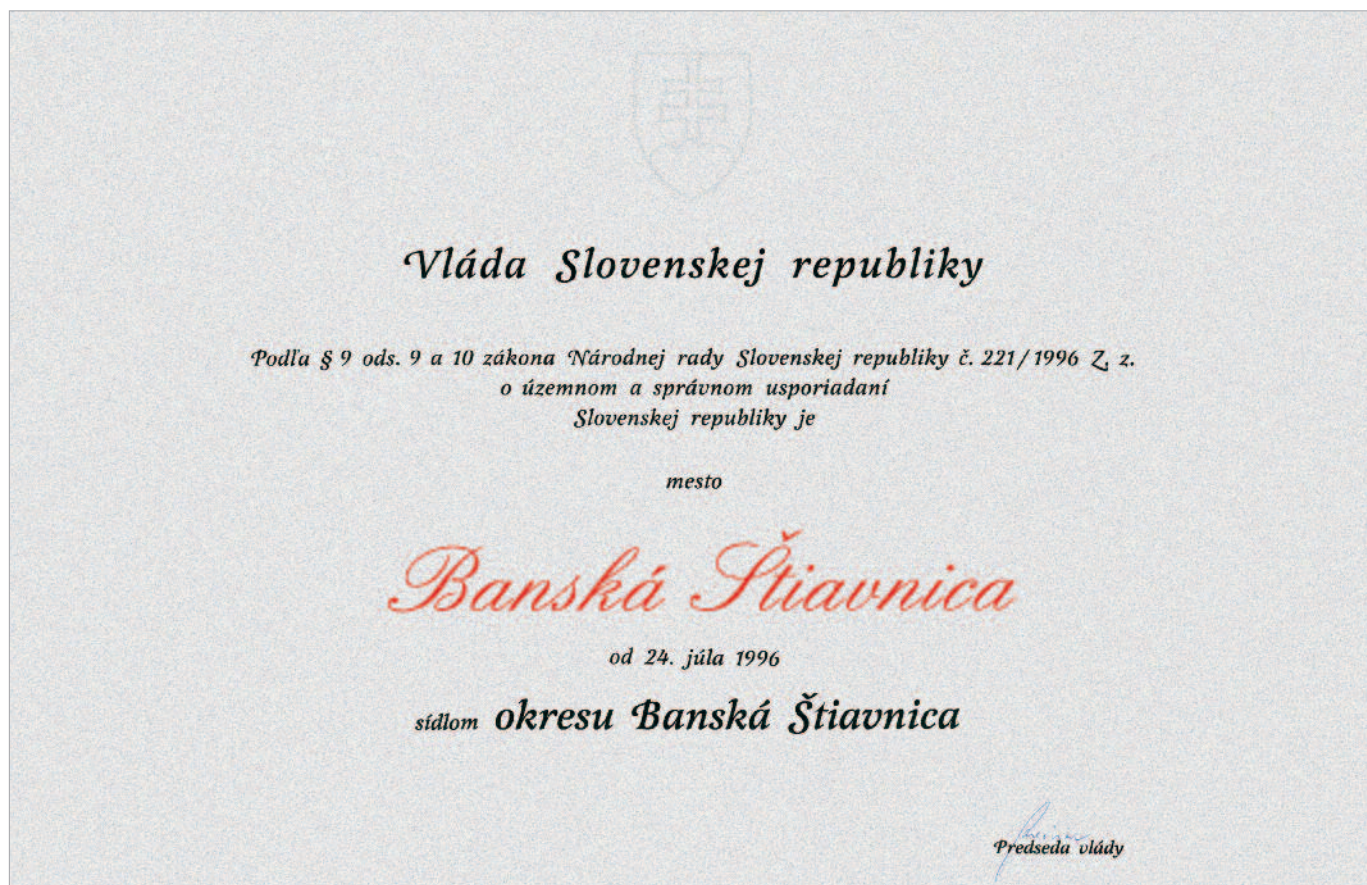 Vláda Slovenskej republiky
Podľa § 9 ods. 9 a 10 zákona Národnej rady Slovenskej republiky č. 221/1996 Z. z.
o územnom a správnom usporiadaní
Slovenskej republiky je
mesto
Banská Štiavnica
od 24. júla 1996
sídlom okresu Banská Štiavnica
Predseda vlády